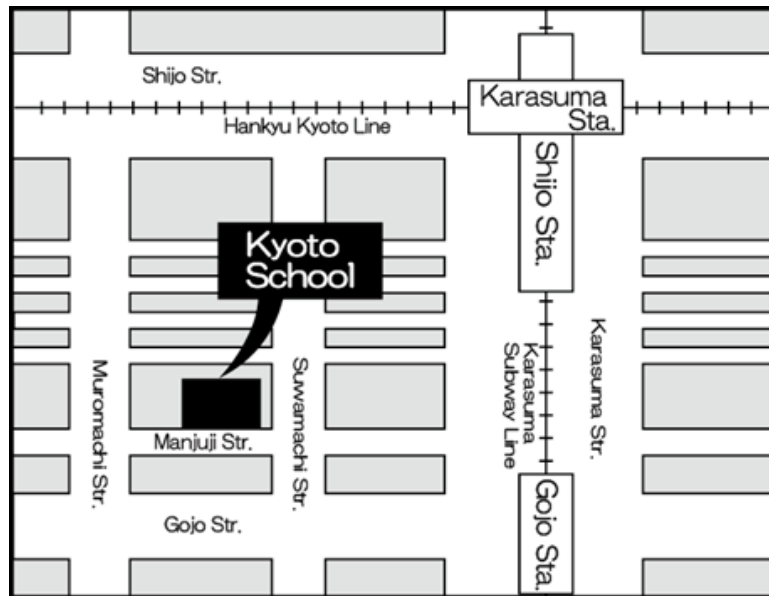 Shijo Str.
Karasuma
Sta.
Hankyu Kyoto Line
Shijo Sta.
Kyoto
School
Karasuma
Subway Line
Karasuma Str.
Muromachi Str.
Suwamachi Str.
Manjuji Str.
Gojo Str.
Gojo Sta.